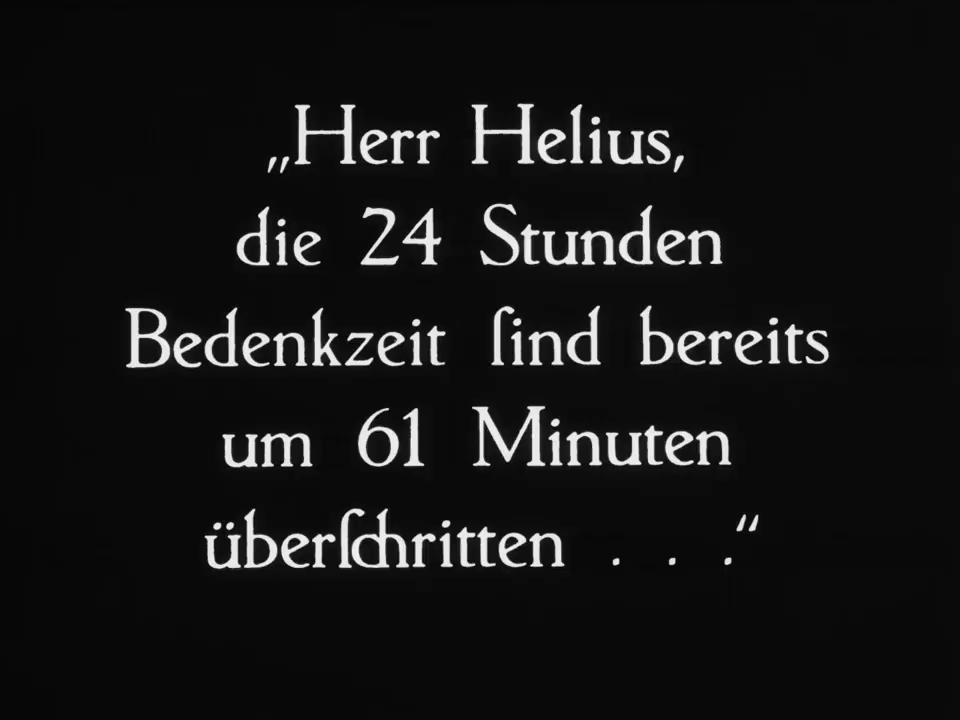 „Herr Helius,
die 24 Stunden
Bedenkzeit ſind bereits
um 61 Minuten
überſchritten . . .“